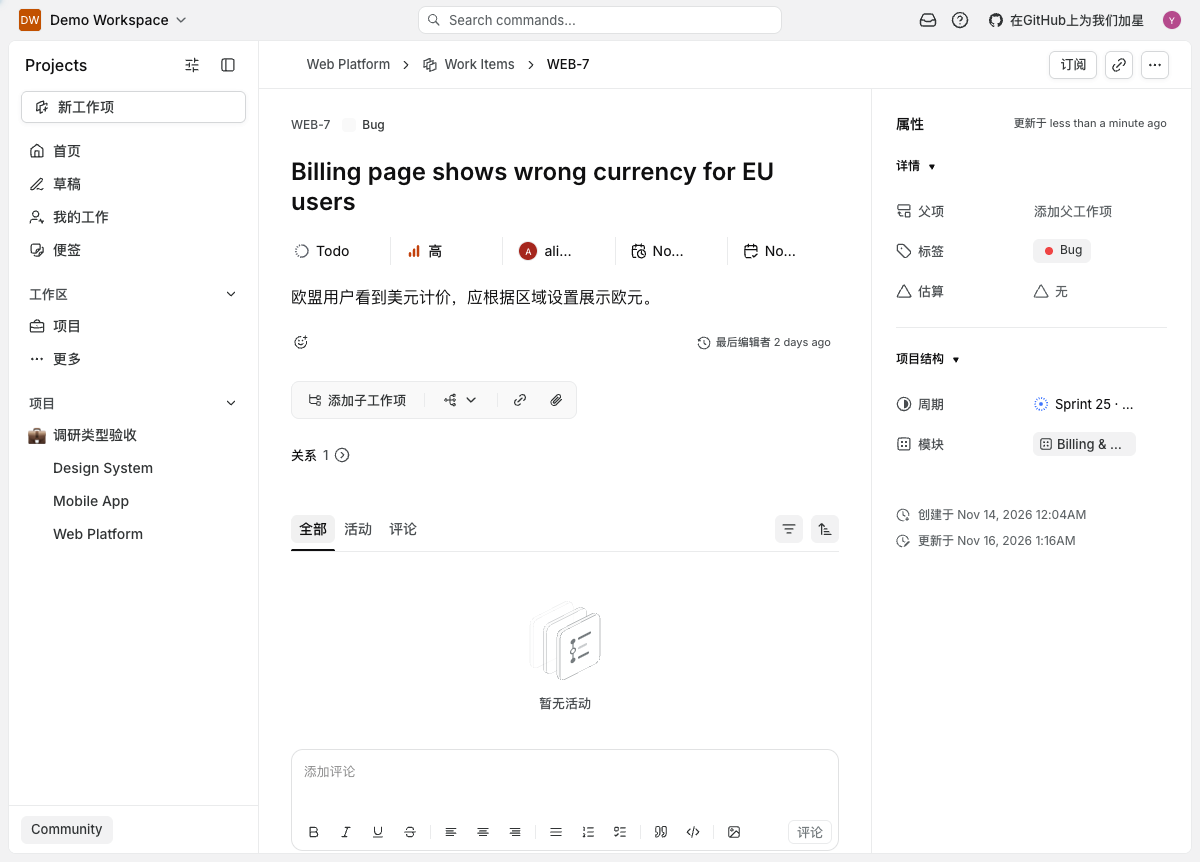 DW Demo Workspace
Search commands...
在GitHub上为我们加星
Y
Projects
新工作项
首页
草稿
我的工作
便签
工作区
项目
更多
项目
调研类型验收
Design System
Mobile App
Web Platform
Community
Web Platform
Work Items
WEB-7
订阅
WEB-7 Bug
Billing page shows wrong currency for EU
users
Todo
高
A ali...
No...
No...
欧盟用户看到美元计价，应根据区域设置展示欧元。
最后编辑者 2 days ago
添加子工作项
关系 1
全部 活动 评论
暂无活动
添加评论
评论
属性
更新于 less than a minute ago
详情
父项 添加父工作项
标签 Bug
估算 无
项目结构
周期 Sprint 25 · ...
模块 Billing & ...
创建于 Nov 14, 2026 12:04AM
更新于 Nov 16, 2026 1:16AM